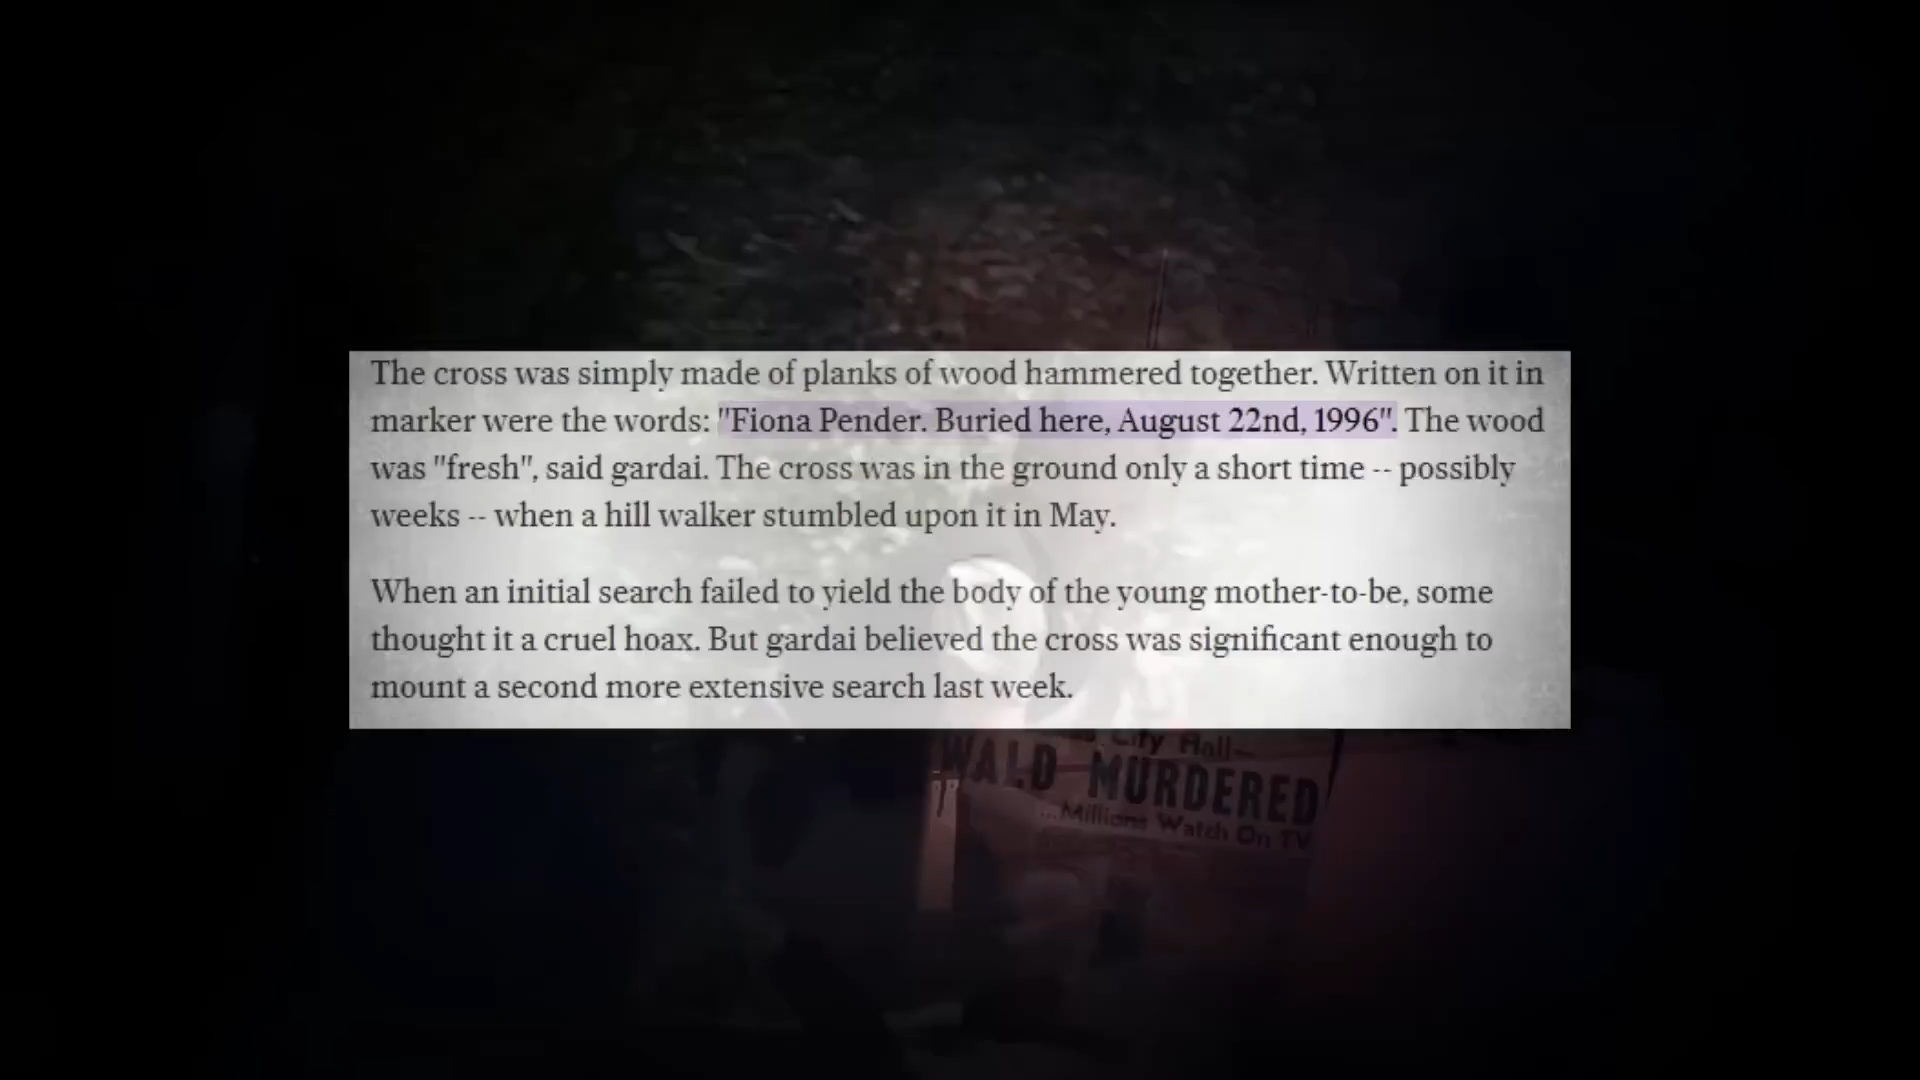 The cross was simply made of planks of wood hammered together. Written on it in
marker were the words: "Fiona Pender. Buried here, August 22nd, 1996". The wood
was "fresh", said gardai. The cross was in the ground only a short time -- possibly
weeks -- when a hill walker stumbled upon it in May.
When an initial search failed to yield the body of the young mother-to-be, some
thought it a cruel hoax. But gardai believed the cross was significant enough to
mount a second more extensive search last week.
City Hall—
WALD MURDERED
...Millions Watch On TV